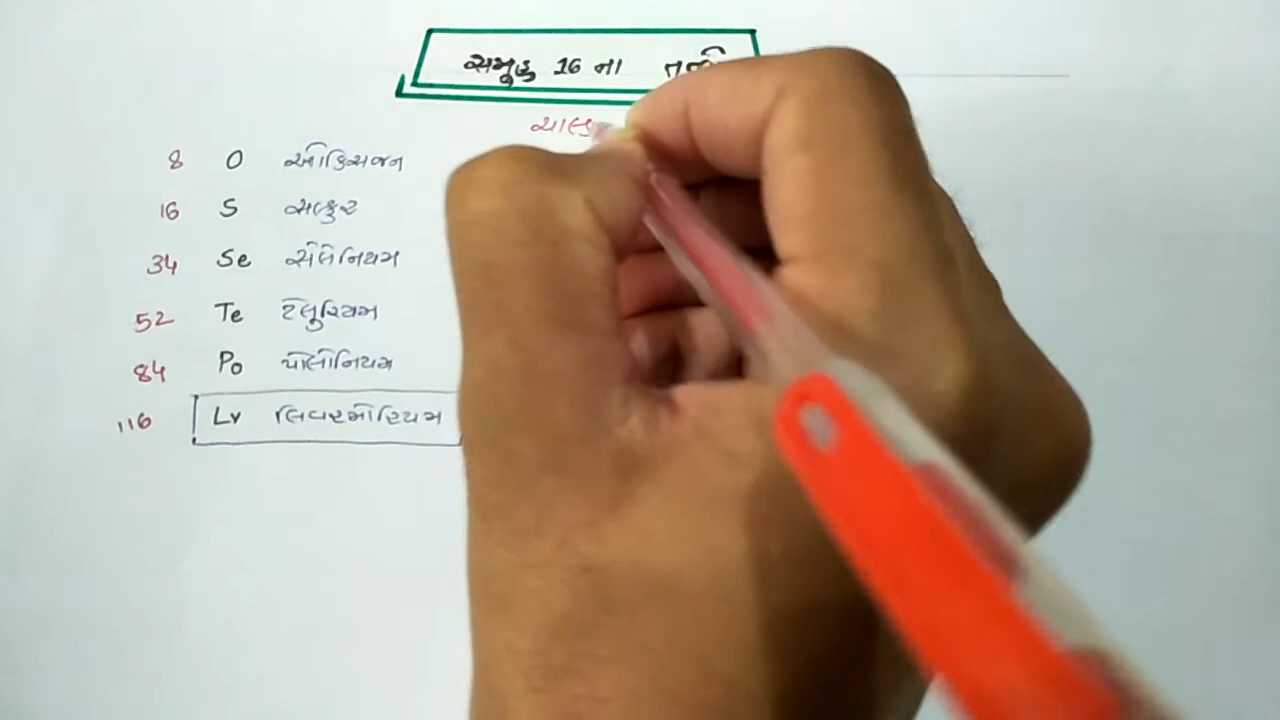 સમૂહ 16 ના
8 O ઓક્સિજન
16 S સલ્ફર
34 Se સેલેનિયમ
52 Te ટેલુરિયમ
84 Po પોલોનિયમ
116 Lv લિવરમોરિયમ